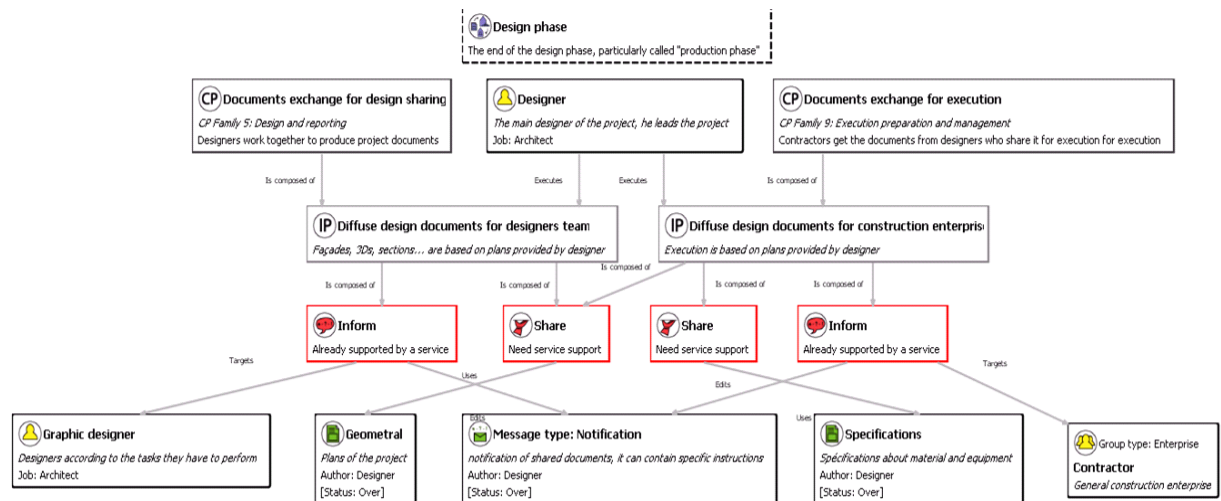 Design phase
The end of the design phase, particularly called "production phase"
CP Documents exchange for design sharing
CP Family 5: Design and reporting
Designers work together to produce project documents
Designer
The main designer of the project, he leads the project
Job: Architect
CP Documents exchange for execution
CP Family 9: Execution preparation and management
Contractors get the documents from designers who share it for execution for execution
Is composed of
Executes
Executes
Is composed of
IP Diffuse design documents for designers team
Façades, 3Ds, sections... are based on plans provided by designer
IP Diffuse design documents for construction enterpris
Execution is based on plans provided by designer
Is composed of
Is composed of
Is composed of
Is composed of
Is composed of
Inform
Already supported by a service
Share
Need service support
Share
Need service support
Inform
Already supported by a service
Targets
Uses
Edits
Targets
Edits
Uses
Graphic designer
Designers according to the tasks they have to perform
Job: Architect
Geometral
Plans of the project
Author: Designer
[Status: Over]
Message type: Notification
notification of shared documents, it can contain specific instructions
Author: Designer
[Status: Over]
Specifications
Spécifications about material and equipment
Author: Designer
[Status: Over]
Group type: Enterprise
Contractor
General construction enterprise